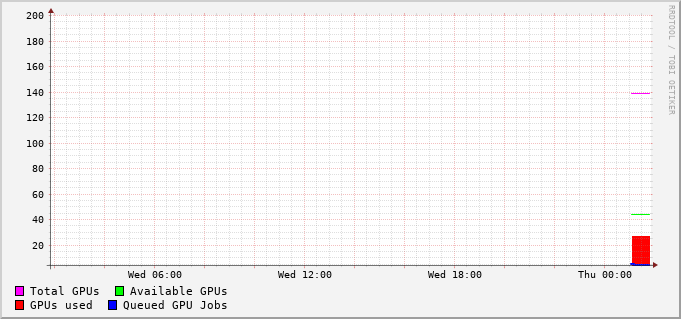 200
180
160
140
120
100
80
60
40
20
Wed 06:00 Wed 12:00 Wed 18:00 Thu 00:00
Total GPUs Available GPUs
GPUs used Queued GPU Jobs
RRDTOOL / TOBI OETIKER